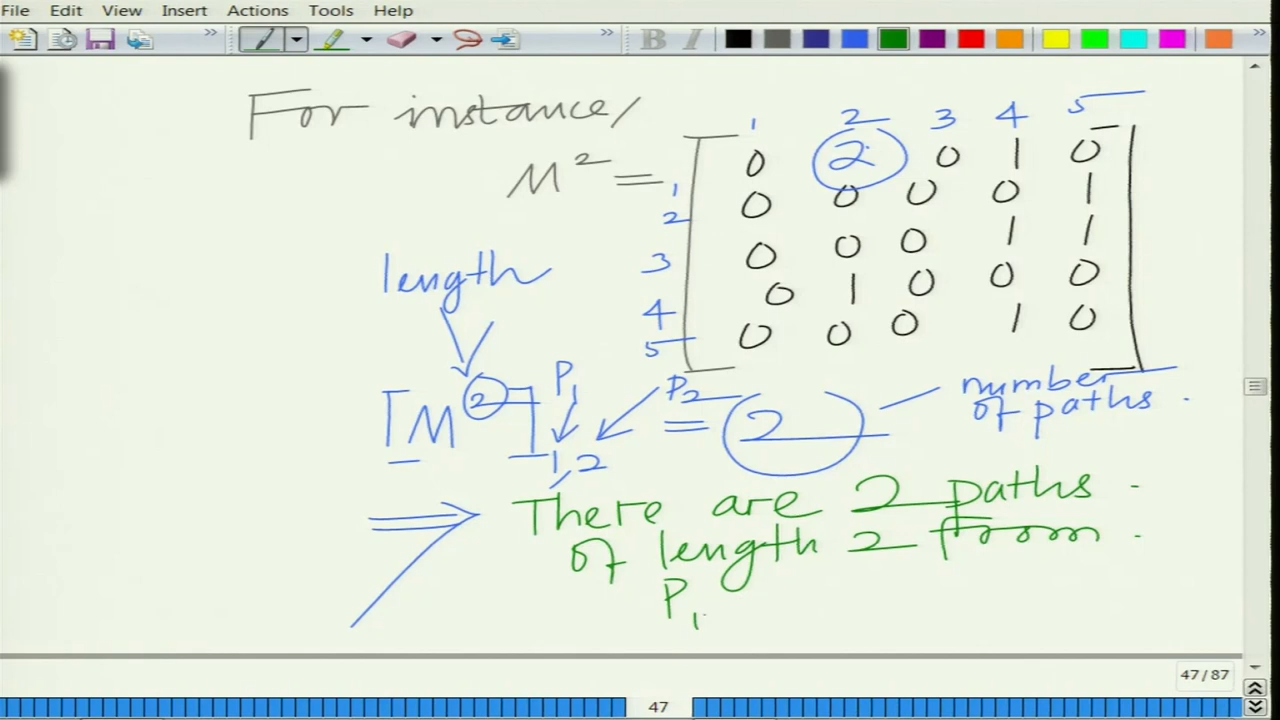 File Edit View Insert Actions Tools Help
B I
For instance,
1 2 3 4 5
M² =
1 0 2 0 1 0
2 0 0 0 0 1
3 0 0 0 1 1
4 0 1 0 0 0
5 0 0 0 1 0
length
[M²]1,2 = 2
P1 P2
number
of paths.
⇒ There are 2 paths
of length 2 from
P1
47/87
47